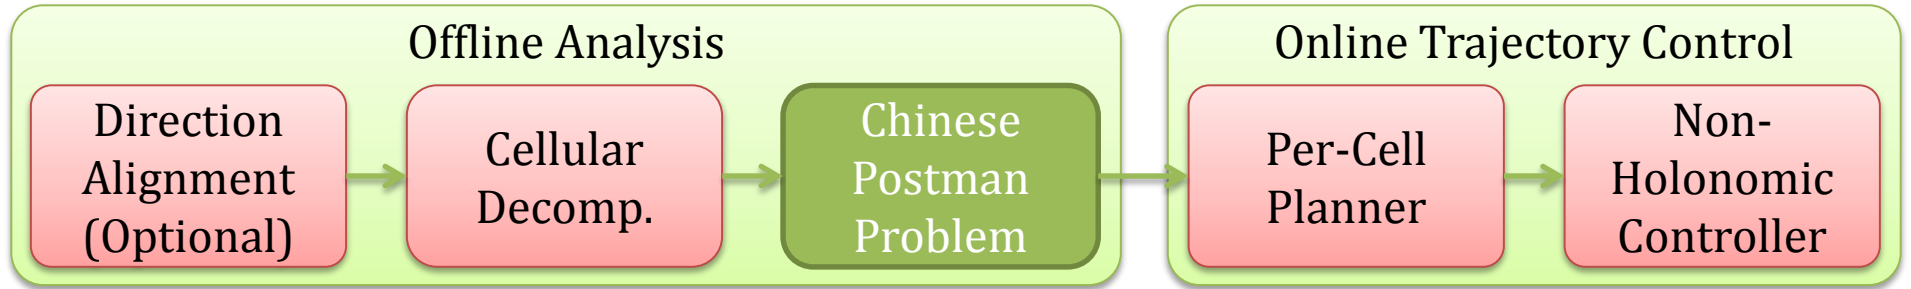 Offline Analysis
Direction
Alignment
(Optional)
Cellular
Decomp.
Chinese
Postman
Problem
Online Trajectory Control
Per-Cell
Planner
Non-
Holonomic
Controller